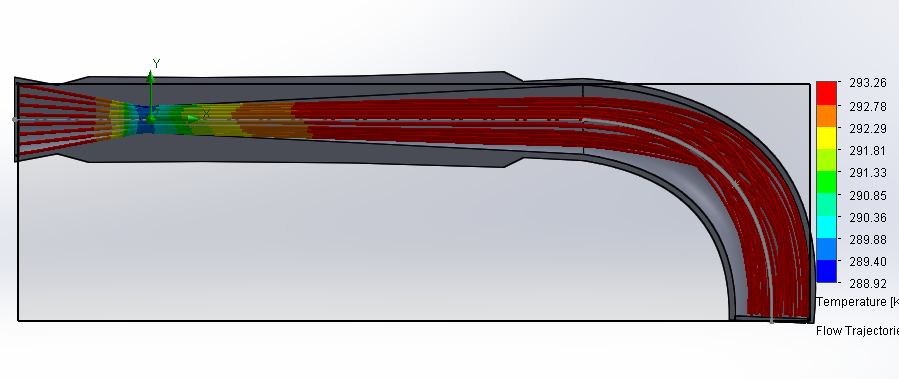 Y
X
293.26
292.78
292.29
291.81
291.33
290.85
290.36
289.88
289.40
288.92
Temperature [K
Flow Trajectorie